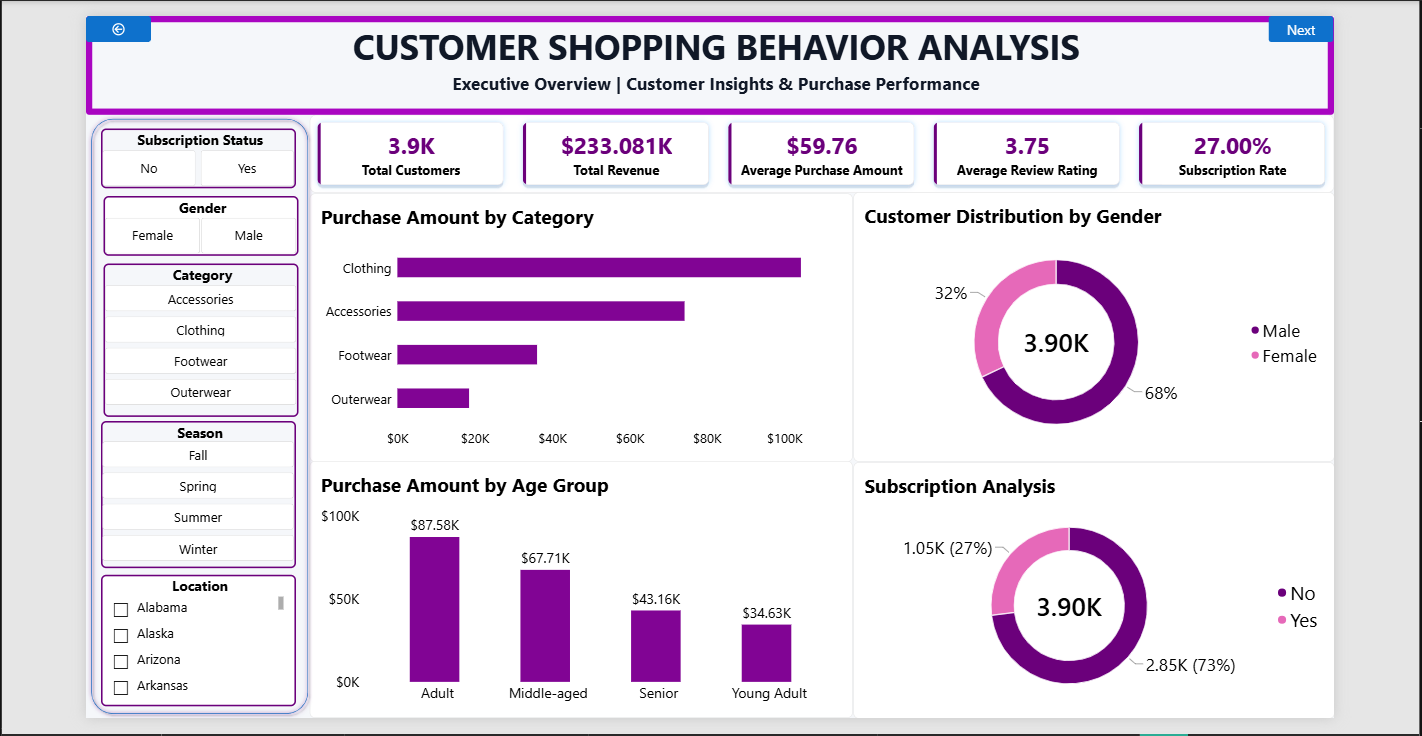 Next
CUSTOMER SHOPPING BEHAVIOR ANALYSIS
Executive Overview | Customer Insights & Purchase Performance
Subscription Status
No Yes
Gender
Female Male
Category
Accessories
Clothing
Footwear
Outerwear
Season
Fall
Spring
Summer
Winter
Location
Alabama
Alaska
Arizona
Arkansas
3.9K
Total Customers
$233.081K
Total Revenue
$59.76
Average Purchase Amount
3.75
Average Review Rating
27.00%
Subscription Rate
Purchase Amount by Category
Clothing
Accessories
Footwear
Outerwear
$0K $20K $40K $60K $80K $100K
Customer Distribution by Gender
32%
3.90K
68%
Male
Female
Purchase Amount by Age Group
$100K
$50K
$0K
$87.58K
$67.71K
$43.16K
$34.63K
Adult Middle-aged Senior Young Adult
Subscription Analysis
1.05K (27%)
3.90K
2.85K (73%)
No
Yes